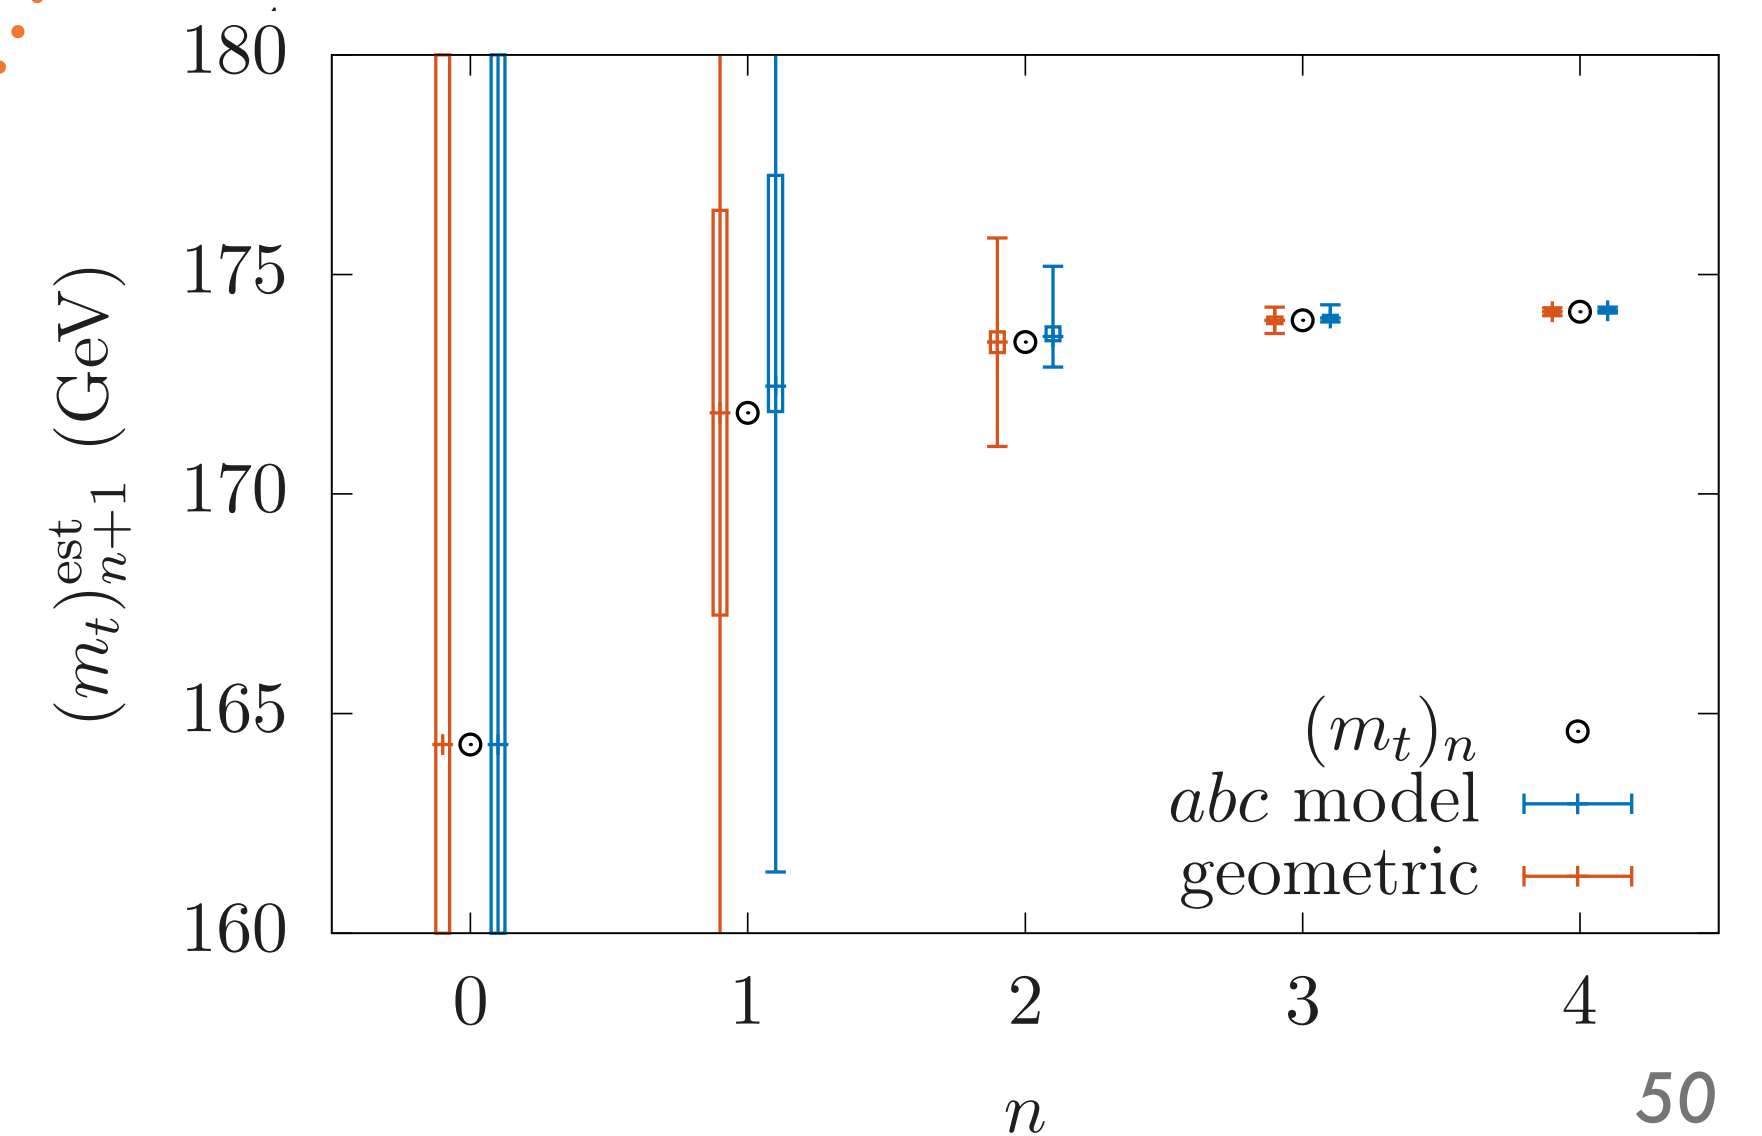 180
175
170
165
160
(m_t)^{est}_{n+1} (GeV)
(m_t)_n
abc model
geometric
0 1 2 3 4
n
50